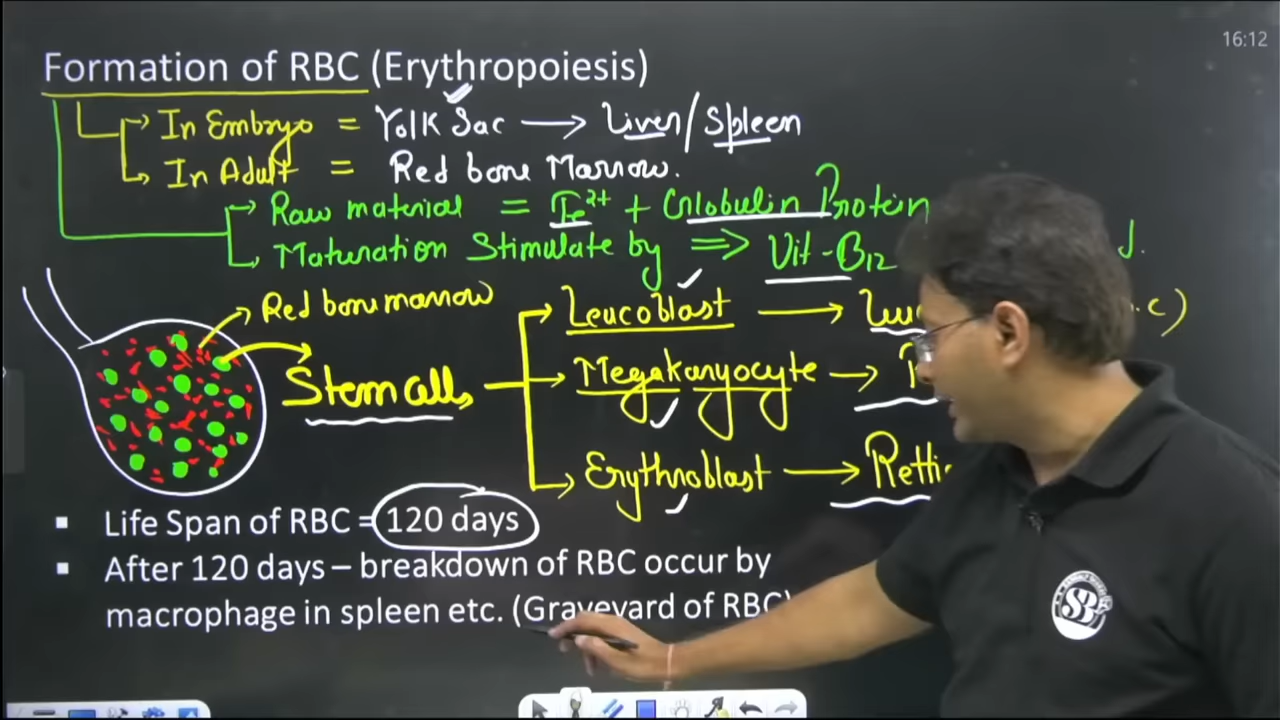 16:12
Formation of RBC (Erythropoiesis)
In Embryo = Yolk Sac → Liver/Spleen
In Adult = Red bone Marrow.
Raw material = Fe²⁺ + Globulin Protein
Maturation Stimulate by ⇒ Vit-B12
Red bone marrow
Leucoblast →
Stem cells
Megakaryocyte →
Erythroblast →
▪ Life Span of RBC = 120 days
▪ After 120 days – breakdown of RBC occur by
macrophage in spleen etc. (Graveyard of RBC)